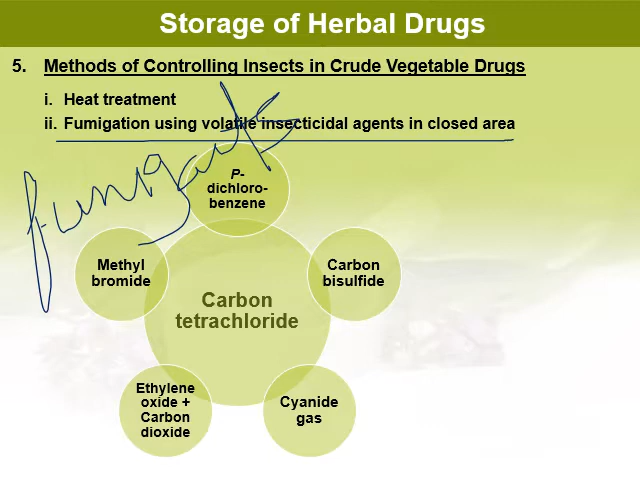 Storage of Herbal Drugs
5. Methods of Controlling Insects in Crude Vegetable Drugs
i. Heat treatment
ii. Fumigation using volatile insecticidal agents in closed area
P-
dichloro-
benzene
Methyl
bromide
Carbon
bisulfide
Carbon
tetrachloride
Ethylene
oxide +
Carbon
dioxide
Cyanide
gas